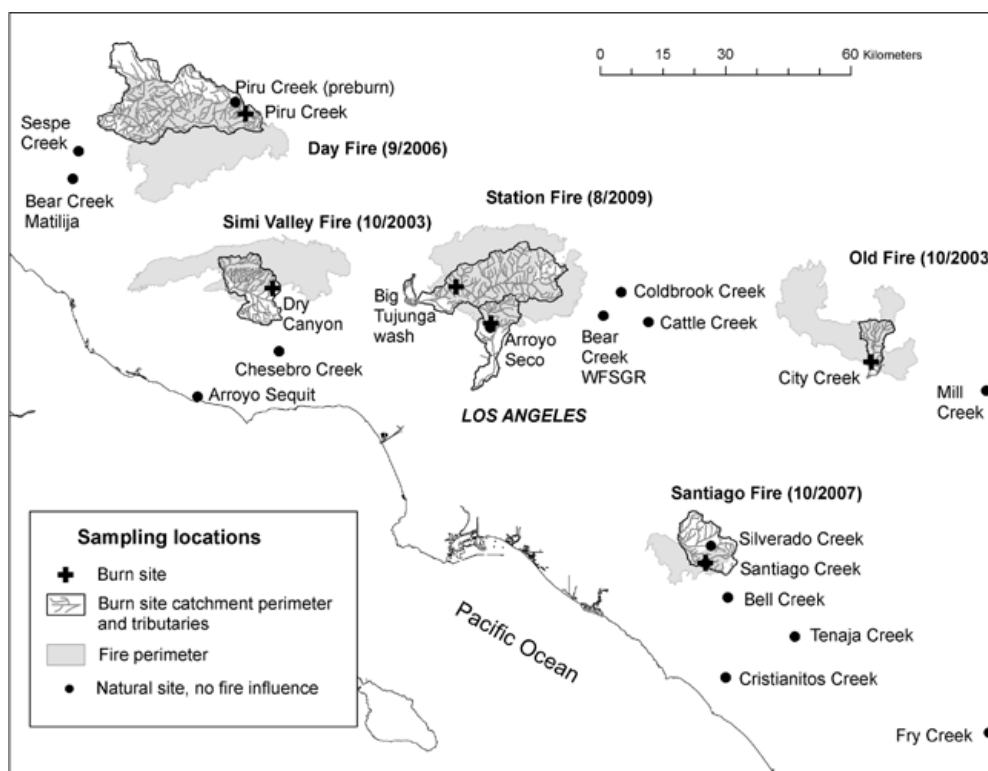 0 30 60 Kilometers
Piru Creek (preburn)
Piru Creek
Sespe
Creek
Day Fire (9/2006)
Bear Creek
Matilija
Station Fire (8/2009)
Simi Valley Fire (10/2003)
Old Fire (10/2003
Big
Tujunga
wash
Dry
Canyon
Coldbrook Creek
Cattle Creek
Arroyo
Seco
Bear
Creek
WFSGR
Chesebro Creek
City Creek
Arroyo Sequit
Mill
Creek
LOS ANGELES
Santiago Fire (10/2007)
Silverado Creek
Santiago Creek
Bell Creek
Tenaja Creek
Cristianitos Creek
Fry Creek
Pacific Ocean
Sampling locations
Burn site
Burn site catchment perimeter
and tributaries
Fire perimeter
Natural site, no fire influence